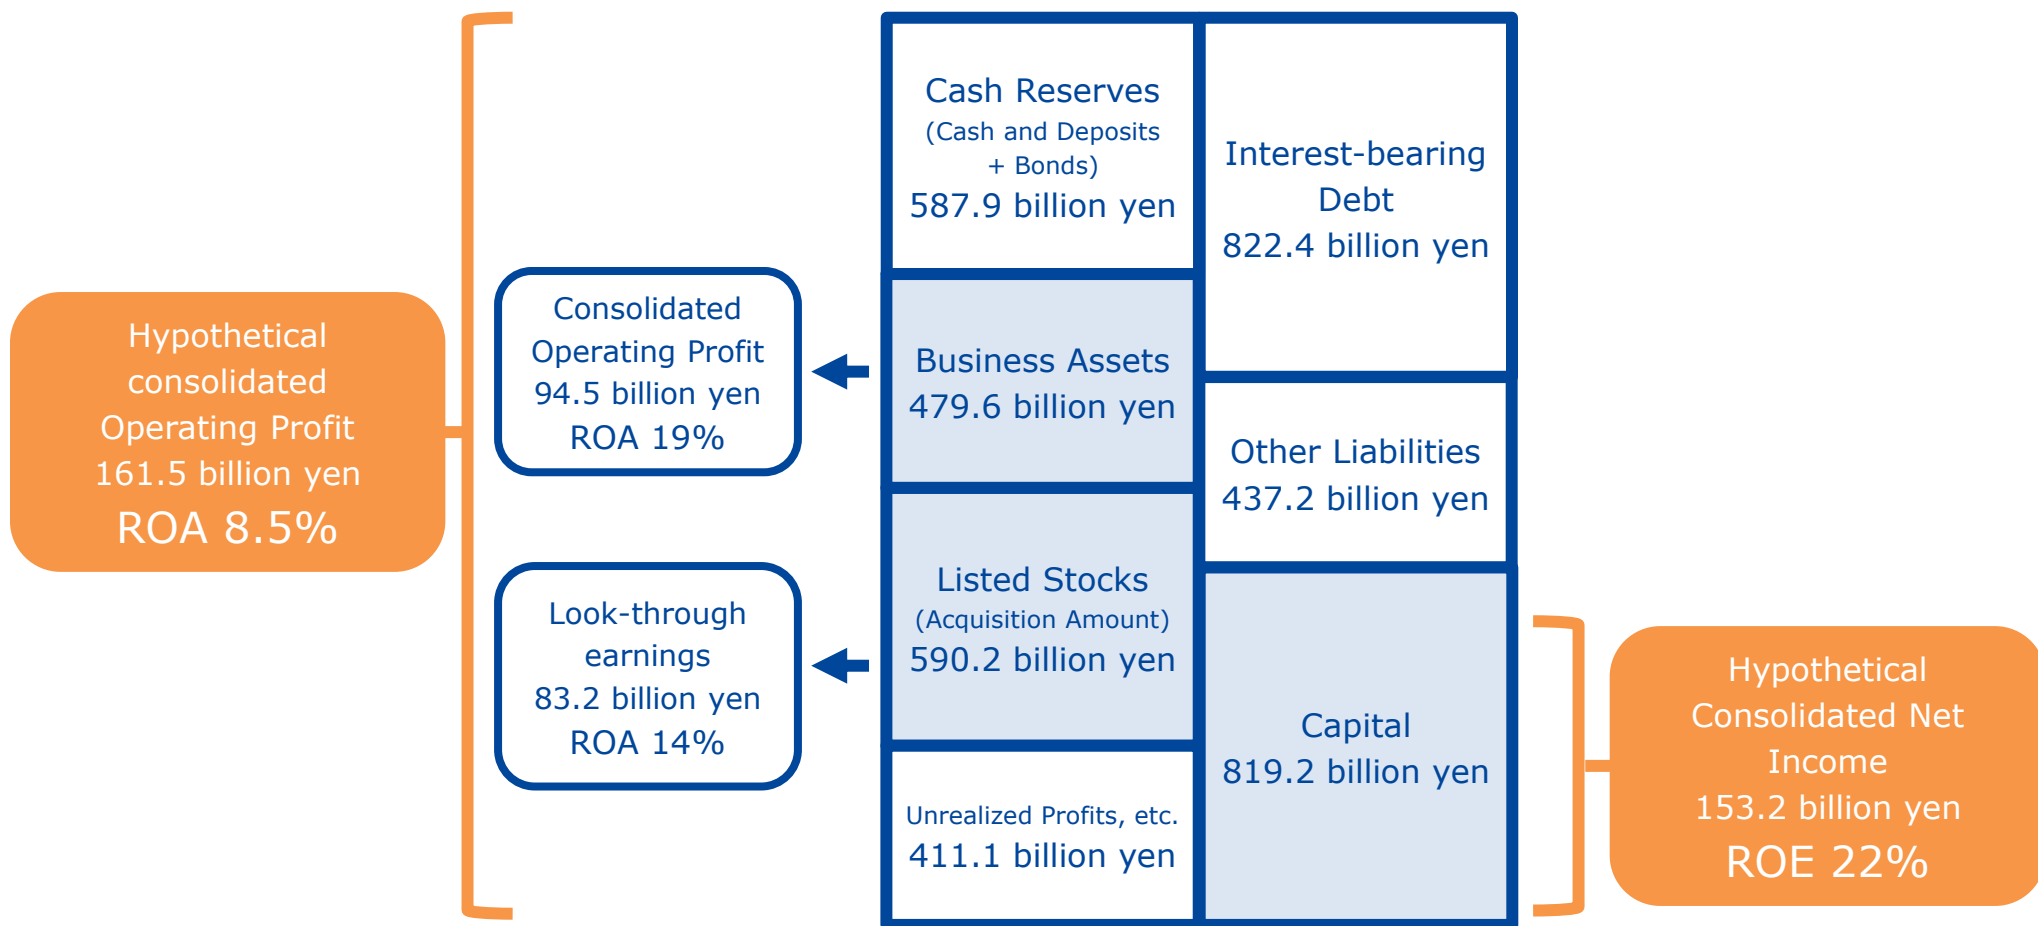 Hypothetical
consolidated
Operating Profit
161.5 billion yen
ROA 8.5%
Consolidated
Operating Profit
94.5 billion yen
ROA 19%
Look-through
earnings
83.2 billion yen
ROA 14%
Cash Reserves
(Cash and Deposits
+ Bonds)
587.9 billion yen
Business Assets
479.6 billion yen
Listed Stocks
(Acquisition Amount)
590.2 billion yen
Unrealized Profits, etc.
411.1 billion yen
Interest-bearing
Debt
822.4 billion yen
Other Liabilities
437.2 billion yen
Capital
819.2 billion yen
Hypothetical
Consolidated Net
Income
153.2 billion yen
ROE 22%